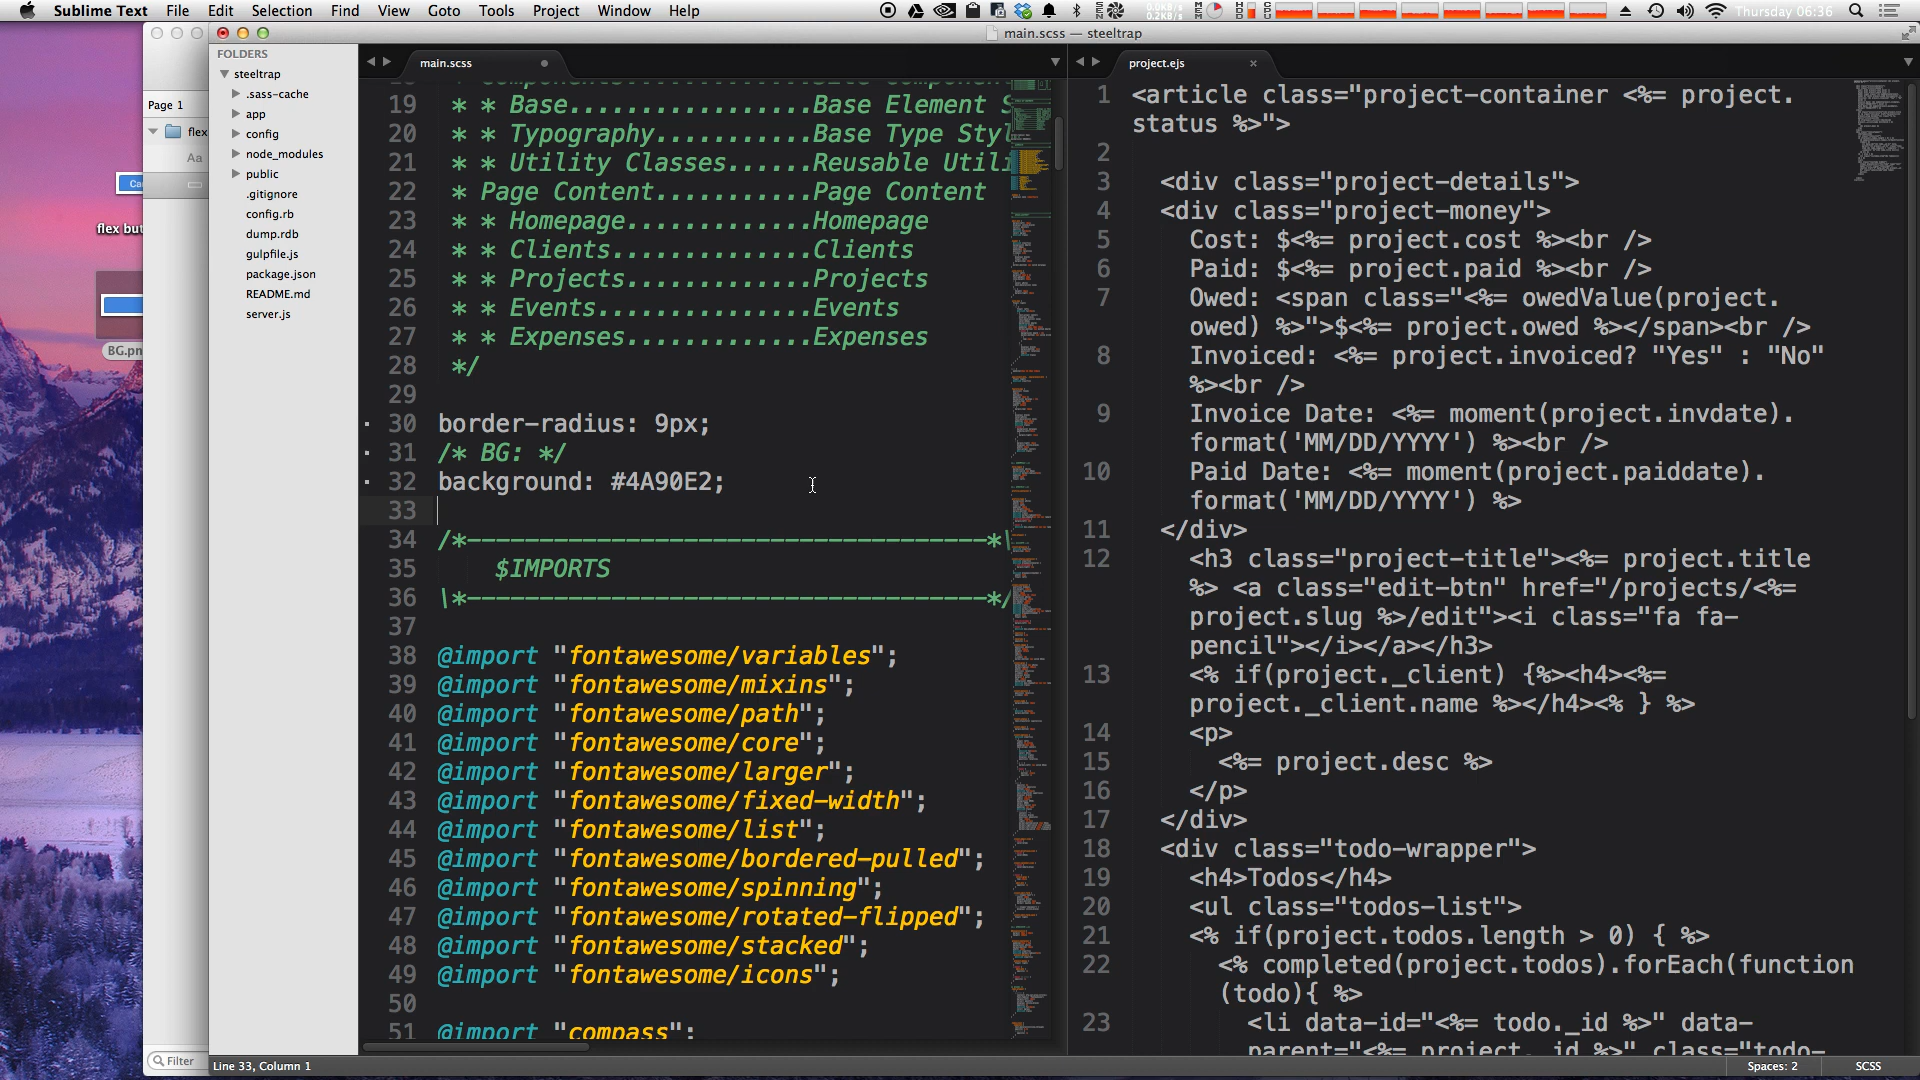 Sublime Text File Edit Selection Find View Goto Tools Project Window Help
Thursday 06:36
main.scss — steeltrap
FOLDERS
steeltrap
.sass-cache
app
config
node_modules
public
.gitignore
config.rb
dump.rdb
gulpfile.js
package.json
README.md
server.js
Page 1
flex
Aa
flex but
BG.pn
Filter
main.scss
19 * * Base.................Base Element S
20 * * Typography...........Base Type Styl
21 * * Utility Classes......Reusable Utili
22 * Page Content...........Page Content
23 * * Homepage.............Homepage
24 * * Clients..............Clients
25 * * Projects.............Projects
26 * * Events...............Events
27 * * Expenses.............Expenses
28 */
29
30 border-radius: 9px;
31 /* BG: */
32 background: #4A90E2;
33
34 /*------------------------------------*\
35 $IMPORTS
36 \*------------------------------------*/
37
38 @import "fontawesome/variables";
39 @import "fontawesome/mixins";
40 @import "fontawesome/path";
41 @import "fontawesome/core";
42 @import "fontawesome/larger";
43 @import "fontawesome/fixed-width";
44 @import "fontawesome/list";
45 @import "fontawesome/bordered-pulled";
46 @import "fontawesome/spinning";
47 @import "fontawesome/rotated-flipped";
48 @import "fontawesome/stacked";
49 @import "fontawesome/icons";
50
51 @import "compass";
project.ejs
1 <article class="project-container <%= project.
status %>">
2
3 <div class="project-details">
4 <div class="project-money">
5 Cost: $<%= project.cost %><br />
6 Paid: $<%= project.paid %><br />
7 Owed: <span class="<%= owedValue(project.
owed) %>">$<%= project.owed %></span><br />
8 Invoiced: <%= project.invoiced? "Yes" : "No"
%><br />
9 Invoice Date: <%= moment(project.invdate).
format('MM/DD/YYYY') %><br />
10 Paid Date: <%= moment(project.paiddate).
format('MM/DD/YYYY') %>
11 </div>
12 <h3 class="project-title"><%= project.title
%> <a class="edit-btn" href="/projects/<%=
project.slug %>/edit"><i class="fa fa-
pencil"></i></a></h3>
13 <% if(project._client) {%><h4><%=
project._client.name %></h4><% } %>
14 <p>
15 <%= project.desc %>
16 </p>
17 </div>
18 <div class="todo-wrapper">
19 <h4>Todos</h4>
20 <ul class="todos-list">
21 <% if(project.todos.length > 0) { %>
22 <% completed(project.todos).forEach(function
(todo){ %>
23 <li data-id="<%= todo._id %>" data-
parent="<%= project._id %>" class="todo-
Line 33, Column 1
Spaces: 2
SCSS